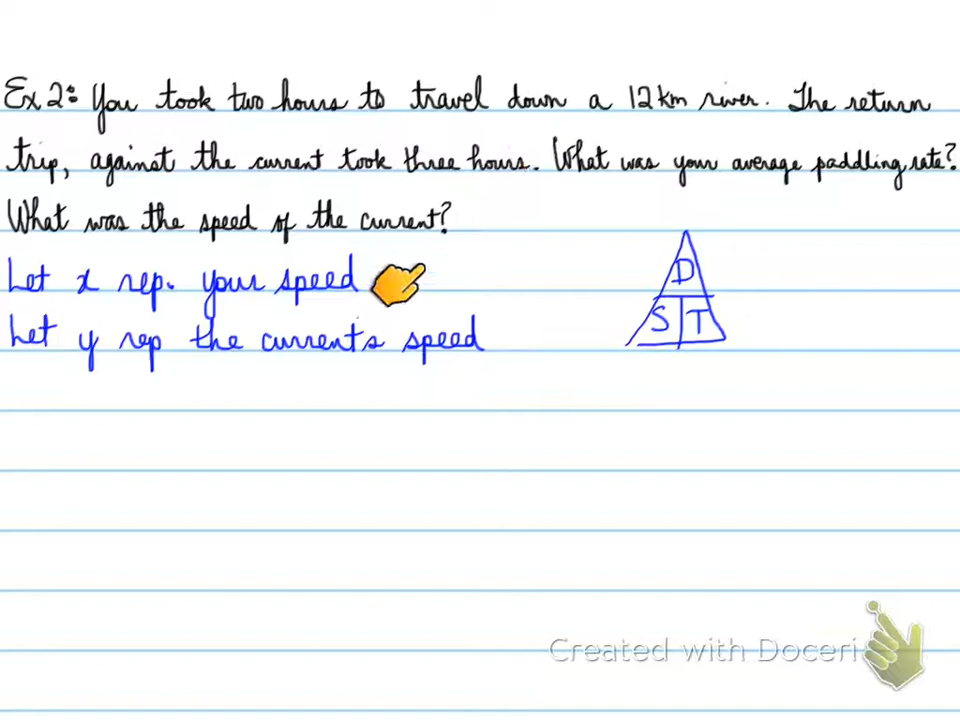 Ex 2: You took two hours to travel down a 12 km river. The return
trip, against the current took three hours. What was your average paddling rate?
What was the speed of the current?
Let x rep. your speed
Let y rep the current's speed
D
S T
Created with Doceri